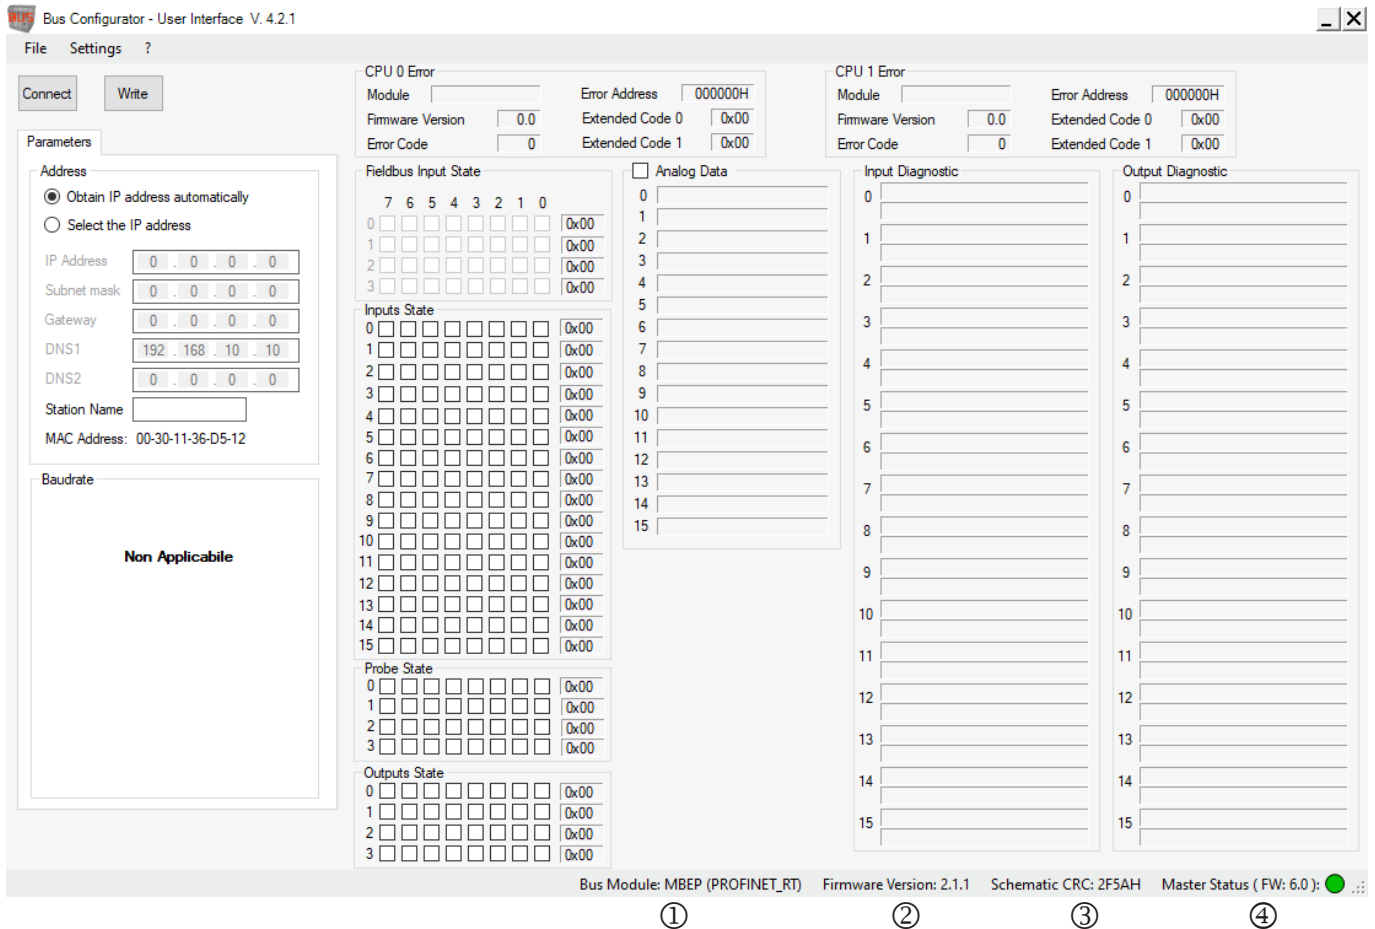 Bus Configurator - User Interface V. 4.2.1
File Settings ?
Connect Write
Parameters
Address
Obtain IP address automatically
Select the IP address
IP Address 0 . 0 . 0 . 0
Subnet mask 0 . 0 . 0 . 0
Gateway 0 . 0 . 0 . 0
DNS1 192 . 168 . 10 . 10
DNS2 0 . 0 . 0 . 0
Station Name
MAC Address: 00-30-11-36-D5-12
Baudrate
Non Applicabile
CPU 0 Error
Module Error Address 000000H
Firmware Version 0.0 Extended Code 0 0x00
Error Code 0 Extended Code 1 0x00
CPU 1 Error
Module Error Address 000000H
Firmware Version 0.0 Extended Code 0 0x00
Error Code 0 Extended Code 1 0x00
Fieldbus Input State
7 6 5 4 3 2 1 0
0 0x00
1 0x00
2 0x00
3 0x00
Inputs State
0 0x00
1 0x00
2 0x00
3 0x00
4 0x00
5 0x00
6 0x00
7 0x00
8 0x00
9 0x00
10 0x00
11 0x00
12 0x00
13 0x00
14 0x00
15 0x00
Probe State
0 0x00
1 0x00
2 0x00
3 0x00
Outputs State
0 0x00
1 0x00
2 0x00
3 0x00
Analog Data
0
1
2
3
4
5
6
7
8
9
10
11
12
13
14
15
Input Diagnostic
0
1
2
3
4
5
6
7
8
9
10
11
12
13
14
15
Output Diagnostic
0
1
2
3
4
5
6
7
8
9
10
11
12
13
14
15
Bus Module: MBEP (PROFINET_RT) Firmware Version: 2.1.1 Schematic CRC: 2F5AH Master Status ( FW: 6.0 ):
① ② ③ ④